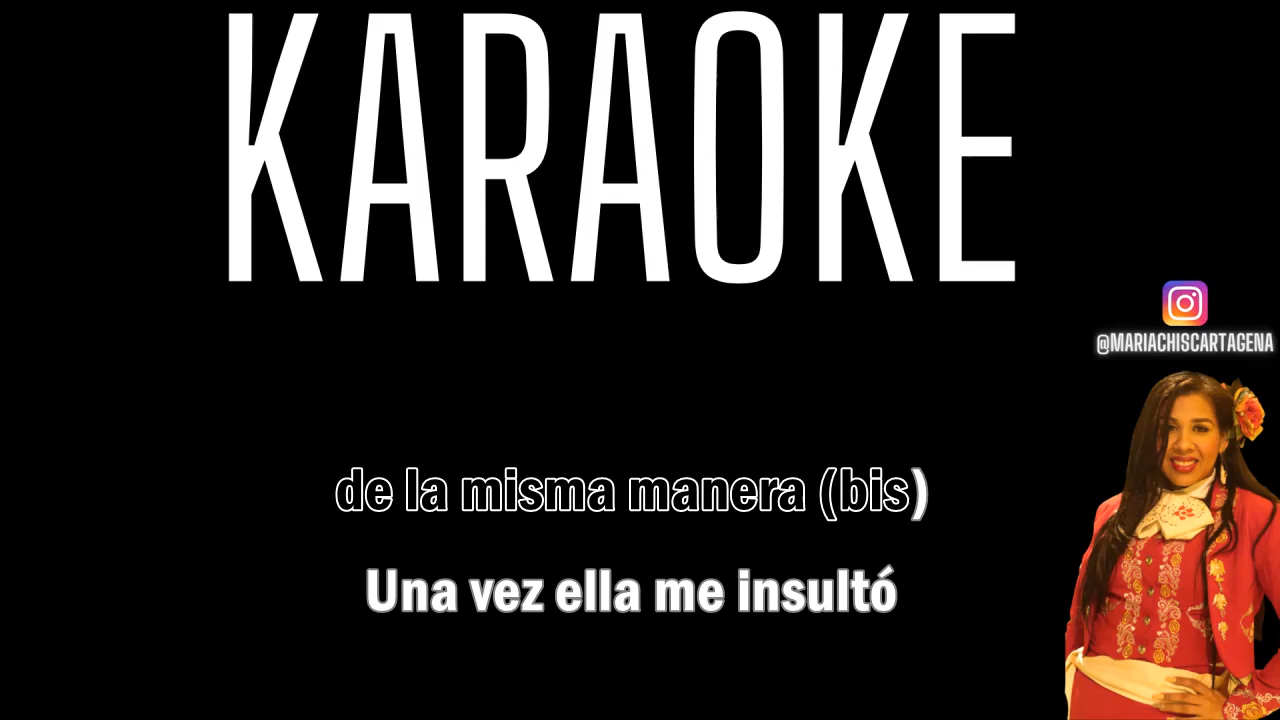 KARAOKE
@MARIACHISCARTAGENA
de la misma manera (bis)
Una vez ella me insultó